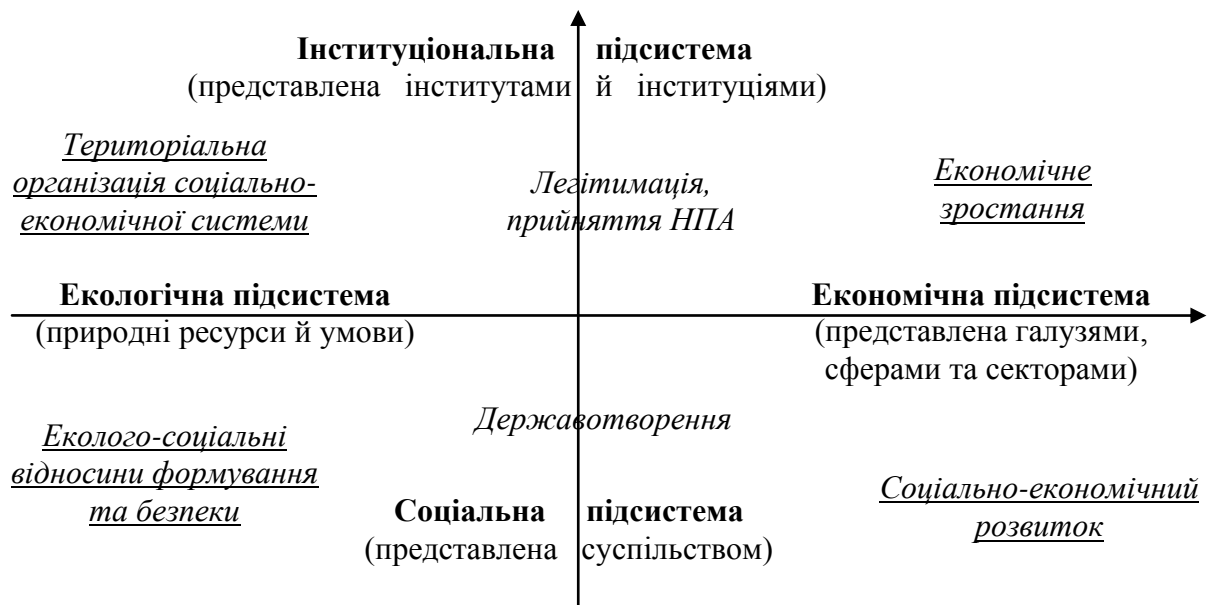 Інституціональна підсистема
(представлена інститутами й інституціями)
Територіальна
організація соціально-
економічної системи
Легітимація,
прийняття НПА
Економічне
зростання
Екологічна підсистема
(природні ресурси й умови)
Економічна підсистема
(представлена галузями,
сферами та секторами)
Державотворення
Еколого-соціальні
відносини формування
та безпеки
Соціальна підсистема
(представлена суспільством)
Соціально-економічний
розвиток